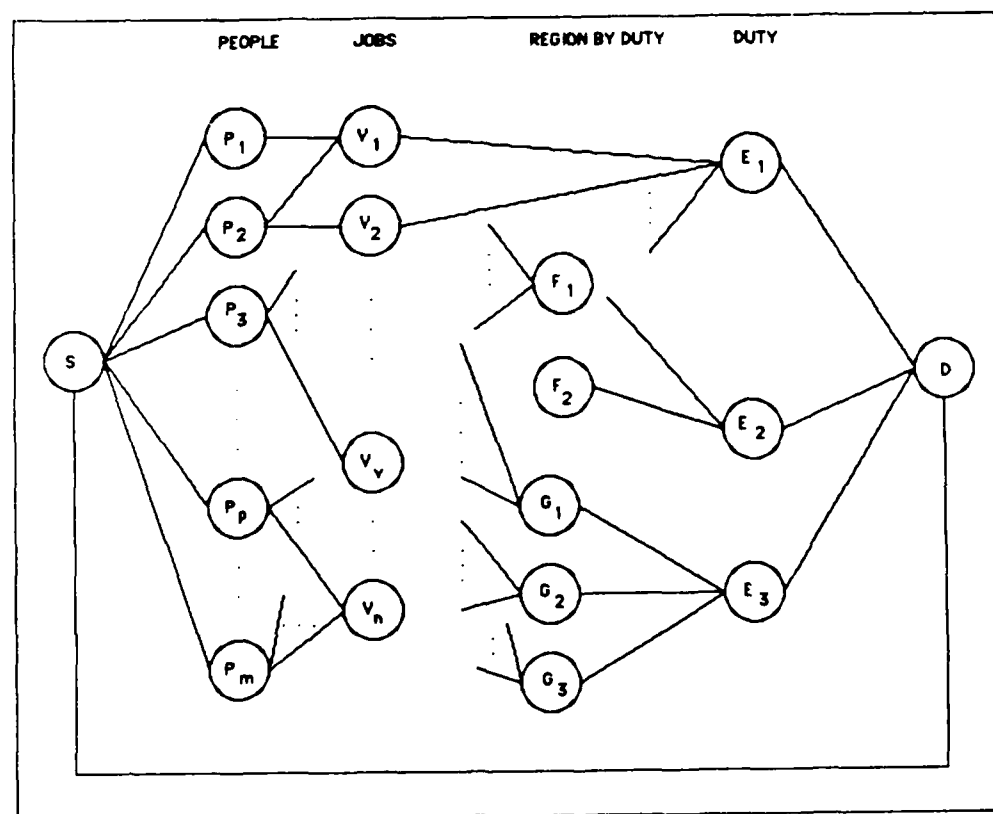 PEOPLE JOBS REGION BY DUTY DUTY
P1 V1 E1
P2 V2
F1
P3
S F2 D
E2
Vv
Pp G1
G2 E3
Vn
Pm G3